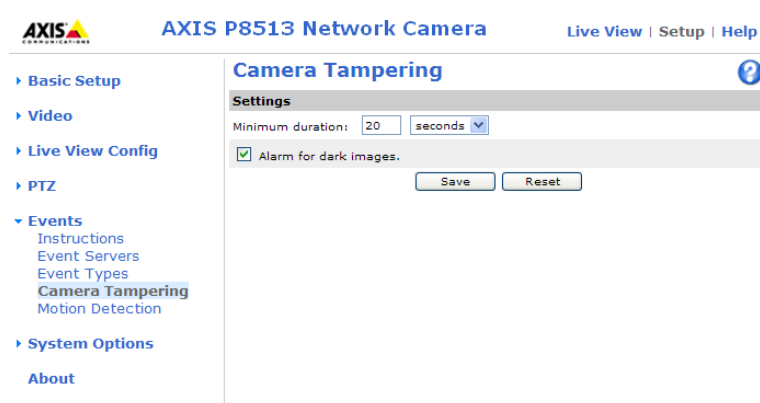 AXIS
COMMUNICATIONS
AXIS P8513 Network Camera
Live View | Setup | Help
Basic Setup
Video
Live View Config
PTZ
Events
Instructions
Event Servers
Event Types
Camera Tampering
Motion Detection
System Options
About
Camera Tampering
?
Settings
Minimum duration: 20 seconds
Alarm for dark images.
Save Reset